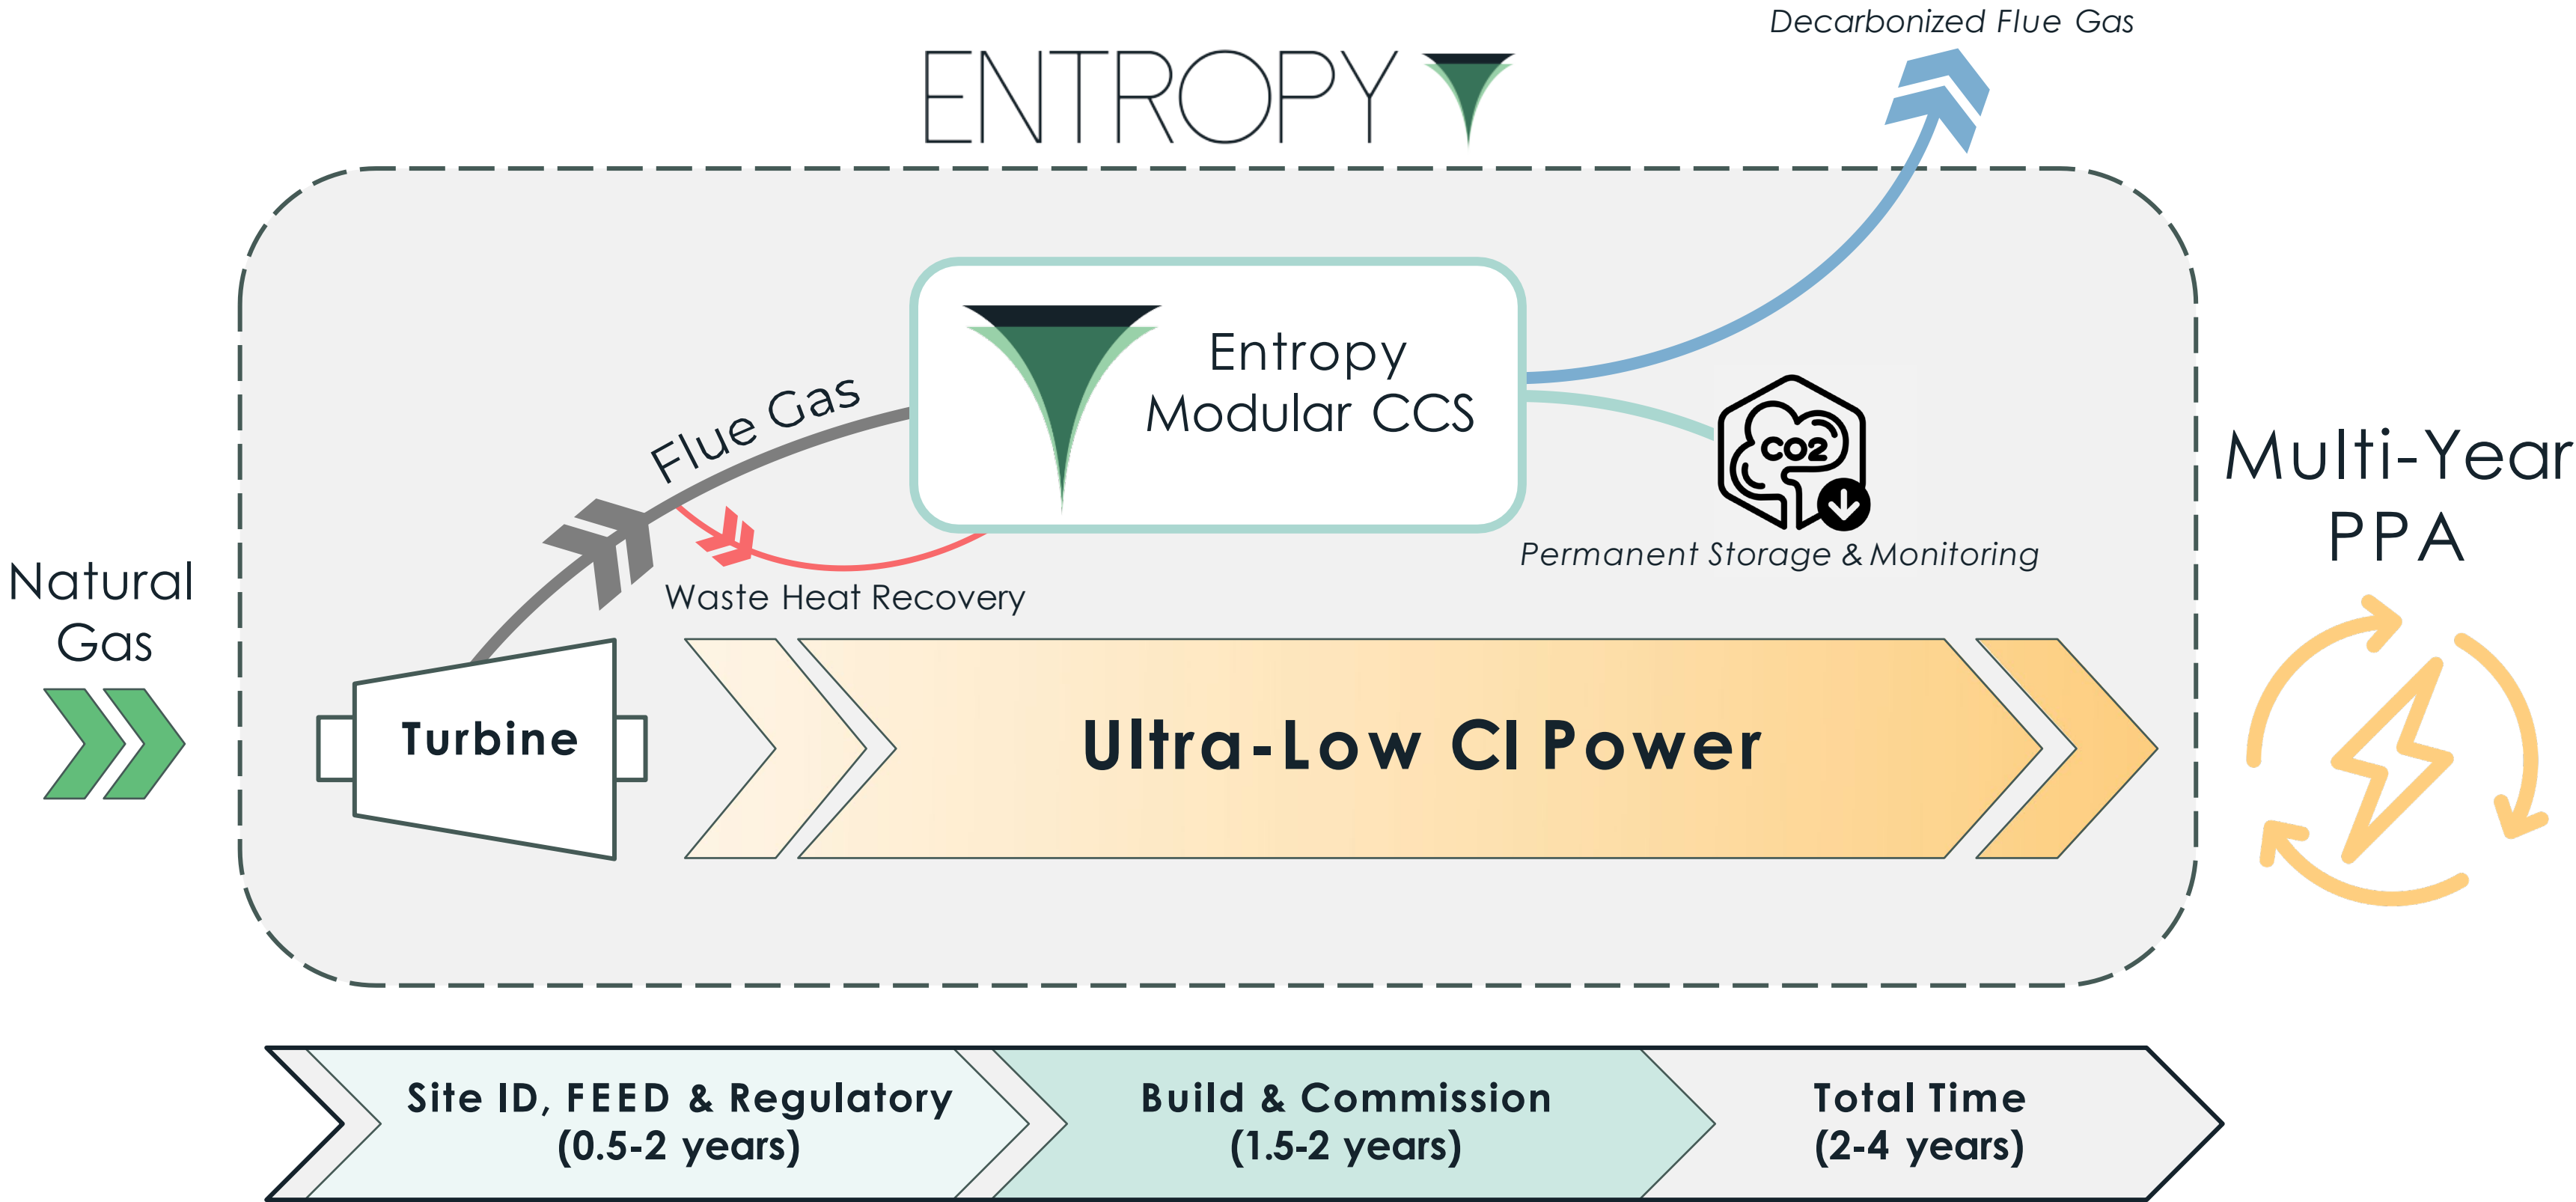 Decarbonized Flue Gas
ENTROPY
Entropy
Modular CCS
Flue Gas
CO2
Permanent Storage & Monitoring
Waste Heat Recovery
Multi-Year
PPA
Natural
Gas
Turbine
Ultra-Low CI Power
Site ID, FEED & Regulatory
(0.5-2 years)
Build & Commission
(1.5-2 years)
Total Time
(2-4 years)